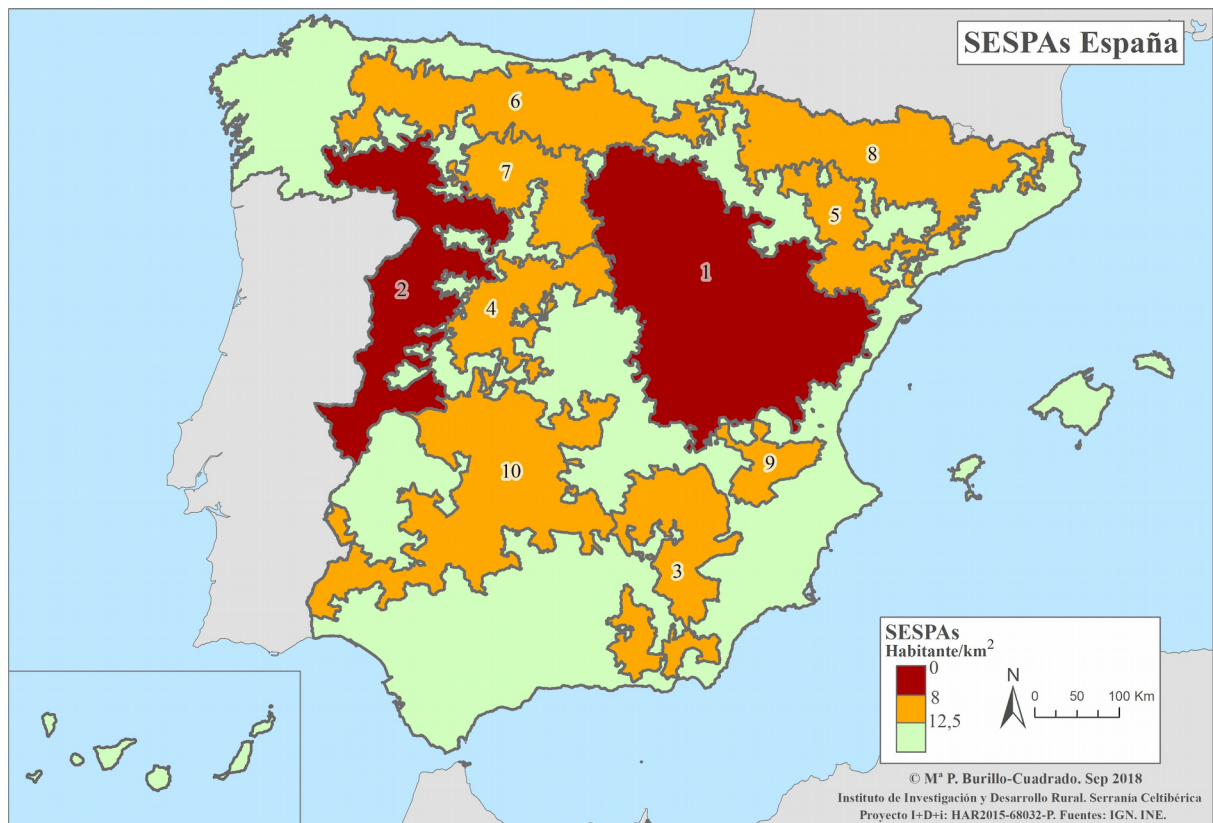 SESPAs España
6
8
7
5
1
2
4
9
10
3
SESPAs
Habitante/km²
0
8
12,5
N
0 50 100 Km
© Mª P. Burillo-Cuadrado. Sep 2018
Instituto de Investigación y Desarrollo Rural. Serranía Celtibérica
Proyecto I+D+i: HAR2015-68032-P. Fuentes: IGN. INE.